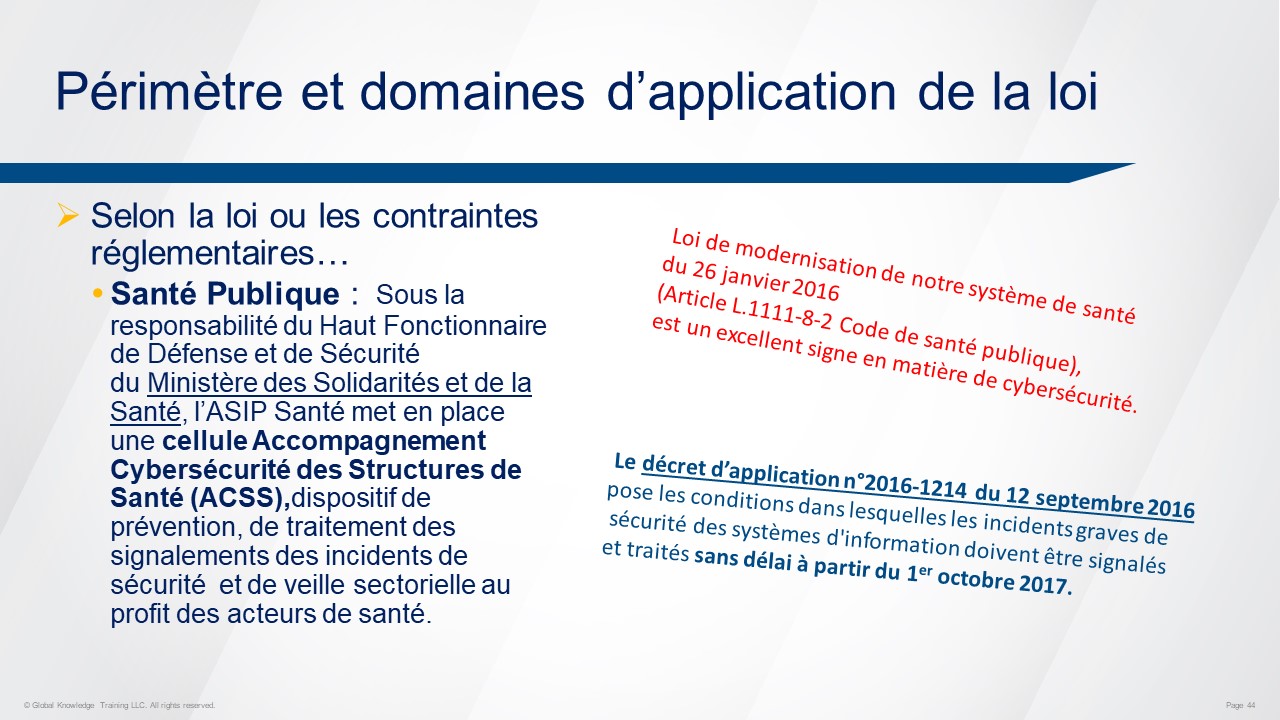 Périmètre et domaines d’application de la loi
➢ Selon la loi ou les contraintes
réglementaires…
• Santé Publique : Sous la
responsabilité du Haut Fonctionnaire
de Défense et de Sécurité
du Ministère des Solidarités et de la
Santé, l’ASIP Santé met en place
une cellule Accompagnement
Cybersécurité des Structures de
Santé (ACSS),dispositif de
prévention, de traitement des
signalements des incidents de
sécurité et de veille sectorielle au
profit des acteurs de santé.
Loi de modernisation de notre système de santé
du 26 janvier 2016
(Article L.1111-8-2 Code de santé publique),
est un excellent signe en matière de cybersécurité.
Le décret d’application n°2016-1214 du 12 septembre 2016
pose les conditions dans lesquelles les incidents graves de
sécurité des systèmes d'information doivent être signalés
et traités sans délai à partir du 1er octobre 2017.
© Global Knowledge Training LLC. All rights reserved.
Page 44